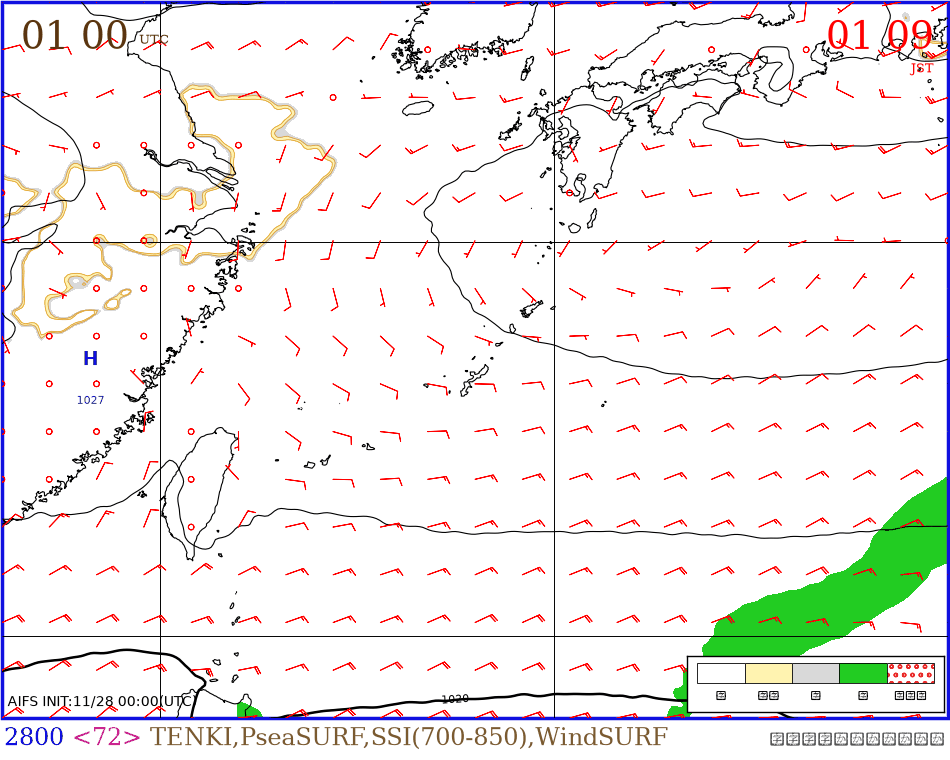 01 00 UTC
01 09 JST
H
1027
1020
AIFS INIT:11/28 00:00(UTC)
2800 <72> TENKI,PseaSURF,SSI(700-850),WindSURF